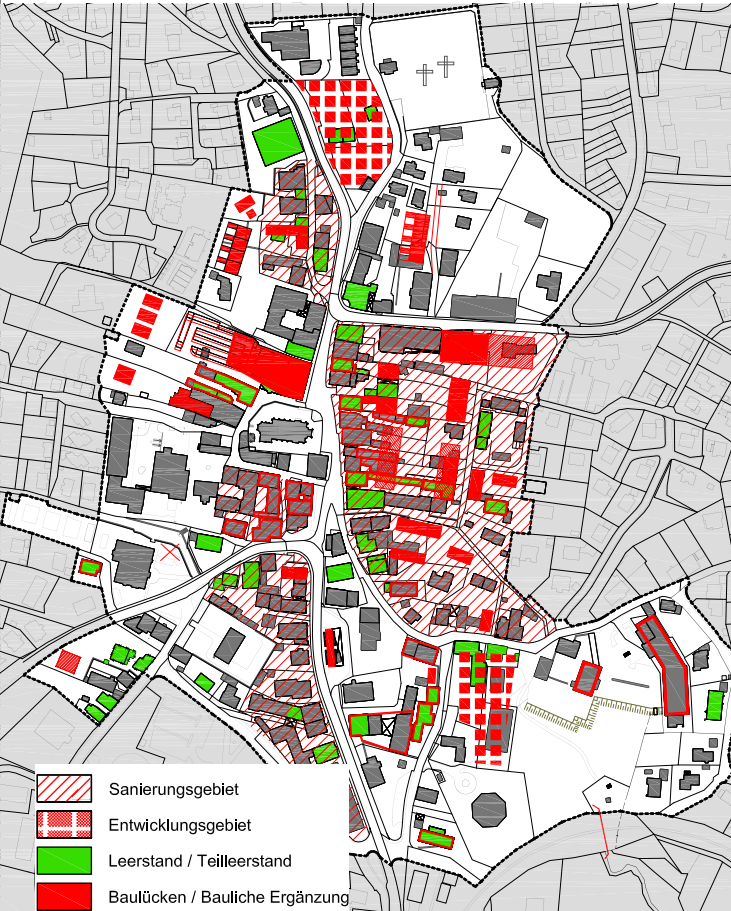 Sanierungsgebiet
Entwicklungsgebiet
Leerstand / Teilleerstand
Baulücken / Bauliche Ergänzung